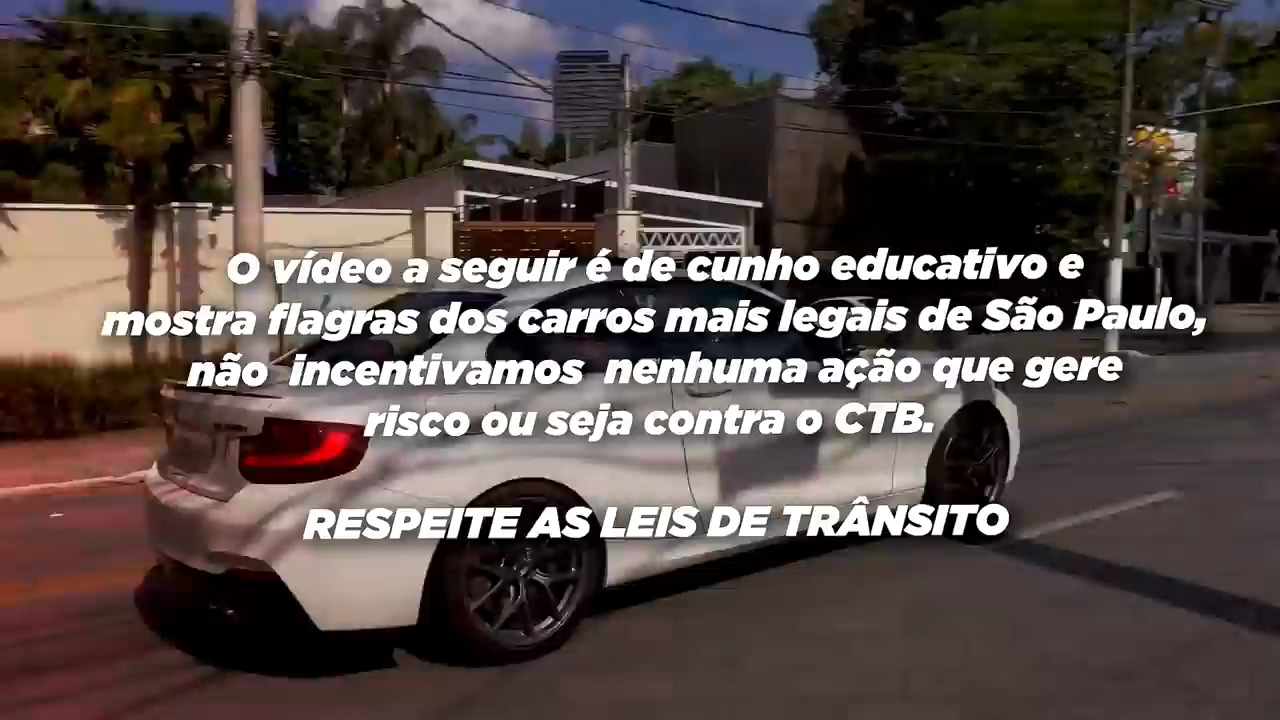 O vídeo a seguir é de cunho educativo e
mostra flagras dos carros mais legais de São Paulo,
não incentivamos nenhuma ação que gere
risco ou seja contra o CTB.
RESPEITE AS LEIS DE TRÂNSITO